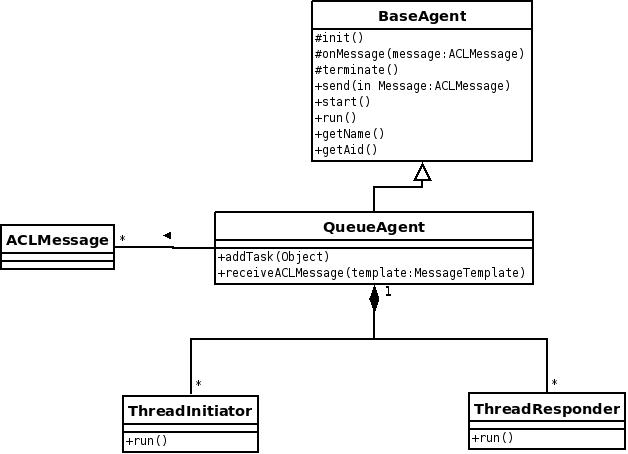 BaseAgent
#init()
#onMessage(message:ACLMessage)
#terminate()
+send(in Message:ACLMessage)
+start()
+run()
+getName()
+getAid()
QueueAgent
+addTask(Object)
+receiveACLMessage(template:MessageTemplate)
ACLMessage
*
1
*
*
ThreadInitiator
+run()
ThreadResponder
+run()